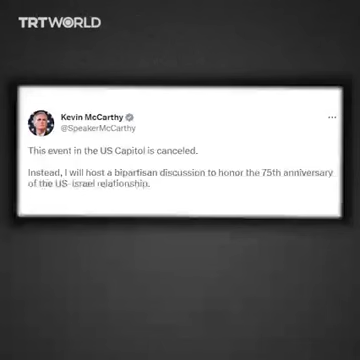 TRTWORLD
Kevin McCarthy
@SpeakerMcCarthy
This event in the US Capitol is canceled.
Instead, I will host a bipartisan discussion to honor the 75th anniversary
of the US-Israel relationship.